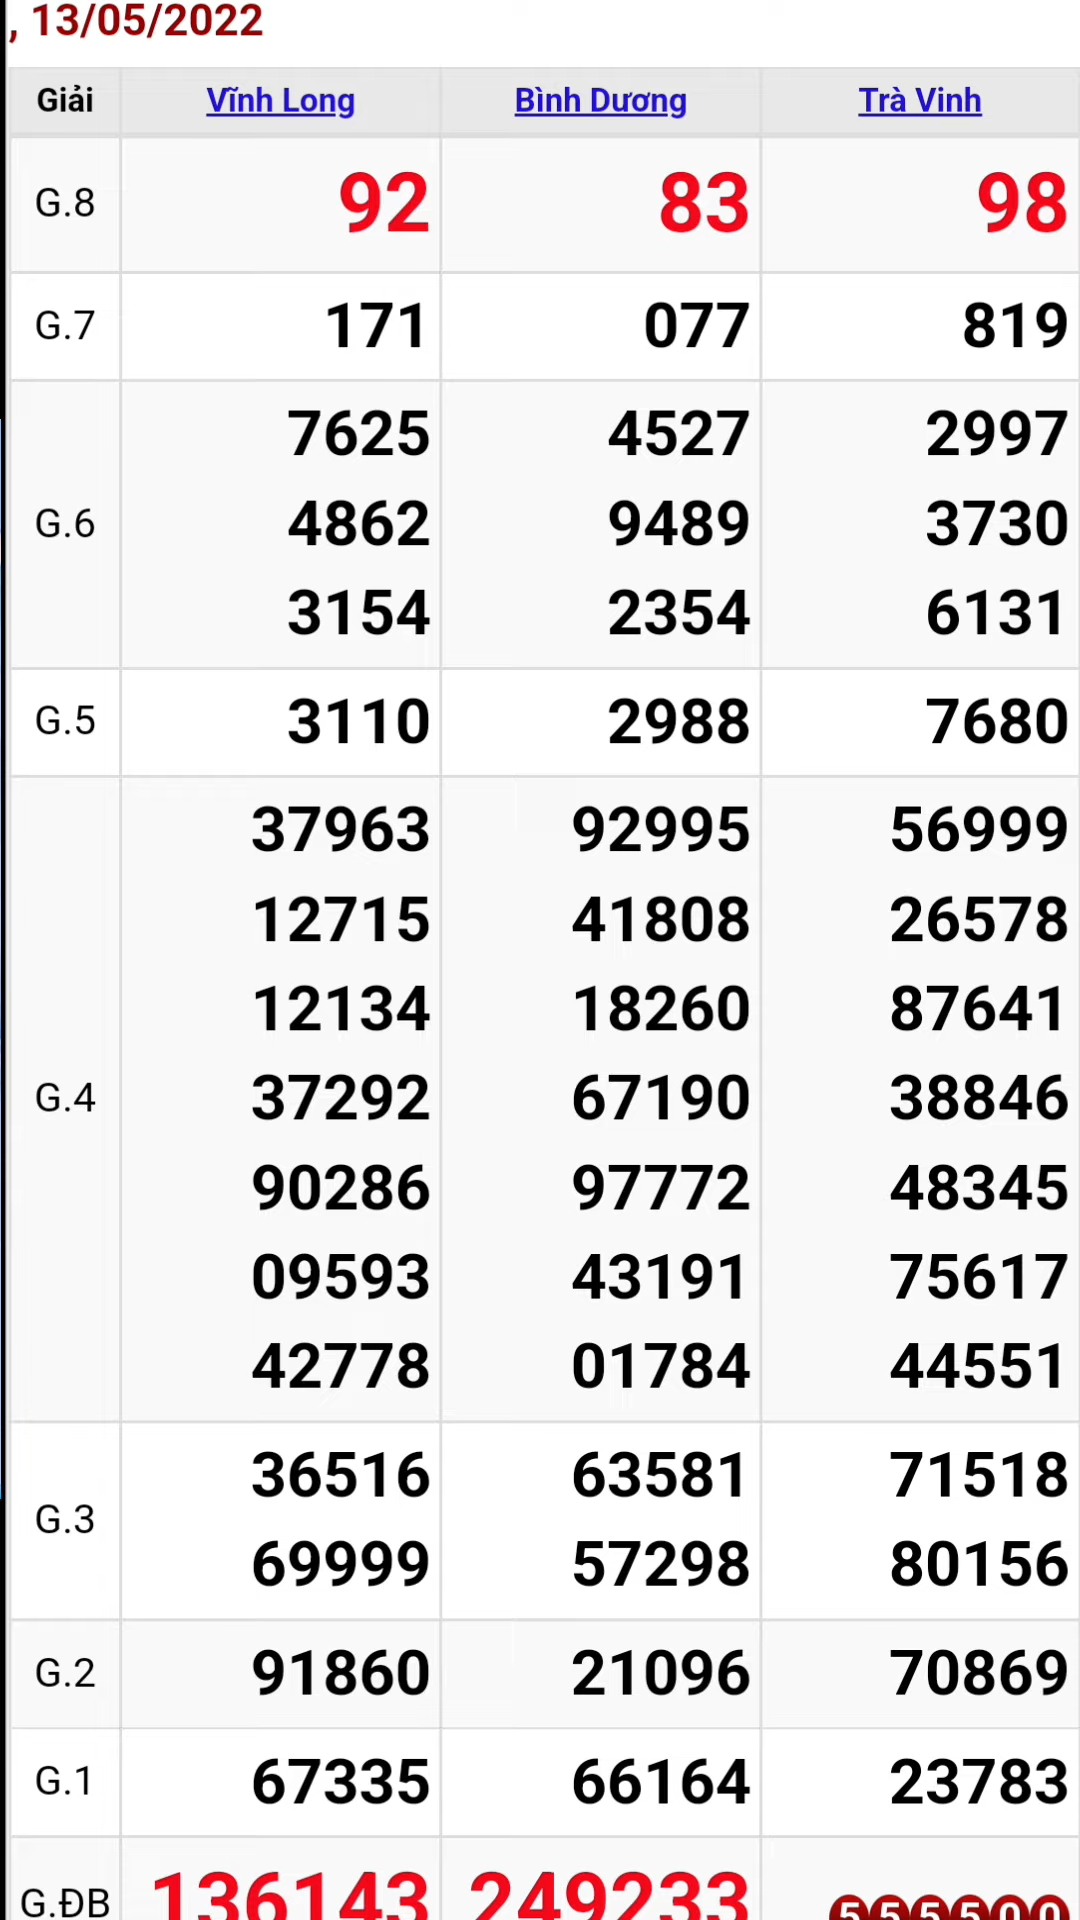 , 13/05/2022
Giải Vĩnh Long Bình Dương Trà Vinh
G.8 92 83 98
G.7 171 077 819
7625 4527 2997
G.6 4862 9489 3730
3154 2354 6131
G.5 3110 2988 7680
37963 92995 56999
12715 41808 26578
12134 18260 87641
G.4 37292 67190 38846
90286 97772 48345
09593 43191 75617
42778 01784 44551
G.3
36516 63581 71518
69999 57298 80156
G.2 91860 21096 70869
G.1 67335 66164 23783
G.ĐB 136143 249233